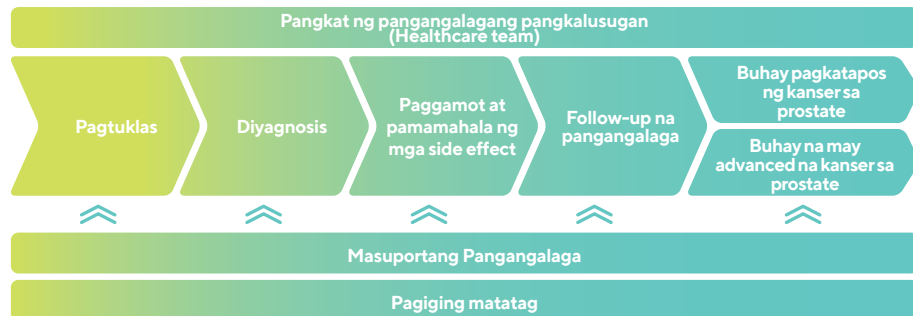 Pangkat ng pangangalagang pangkalusugan
(Healthcare team)
Pagtuklas
Diyagnosis
Paggamot at
pamamahala ng
mga side effect
Follow-up na
pangangalaga
Buhay pagkatapos
ng kanser sa
prostate
Buhay na may
advanced na kanser sa
prostate
Masuportang Pangangalaga
Pagiging matatag